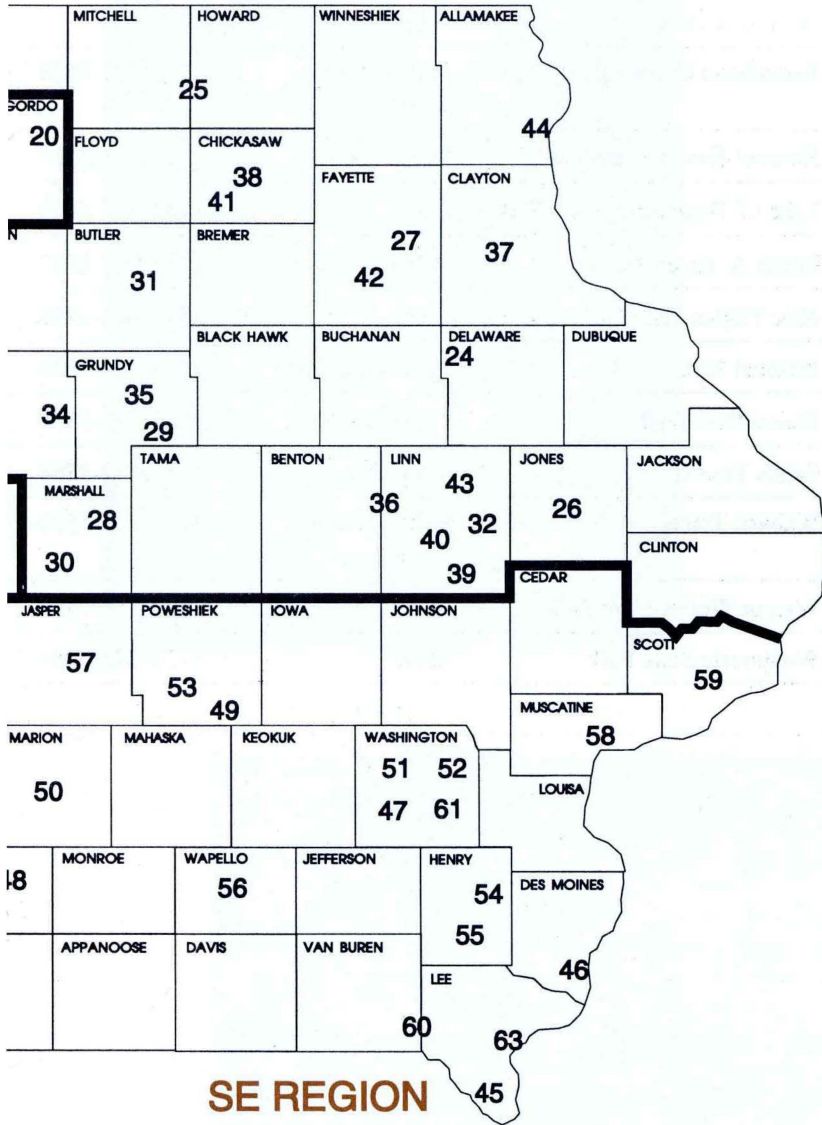 MITCHELL HOWARD WINNESHIEK ALLAMAKEE
25
GORDO
20 FLOYD CHICKASAW 44
38
41 FAYETTE CLAYTON
N BUTLER BREMER 27 37
31 42
BLACK HAWK BUCHANAN DELAWARE DUBUQUE
GRUNDY 24
35
34 29
TAMA BENTON LINN JONES JACKSON
MARSHALL 43
28 36 32 26
40 CLINTON
30 39 CEDAR
JASPER POWESHIEK IOWA JOHNSON
SCOTT
57 53 59
49 MUSCATINE
MARION MAHASKA KEOKUK WASHINGTON 58
51 52
50 47 61 LOUISA
MONROE WAPELLO JEFFERSON HENRY
48 56 54 DES MOINES
55
APPANOOSE DAVIS VAN BUREN 46
LEE
60 63
45
SE REGION